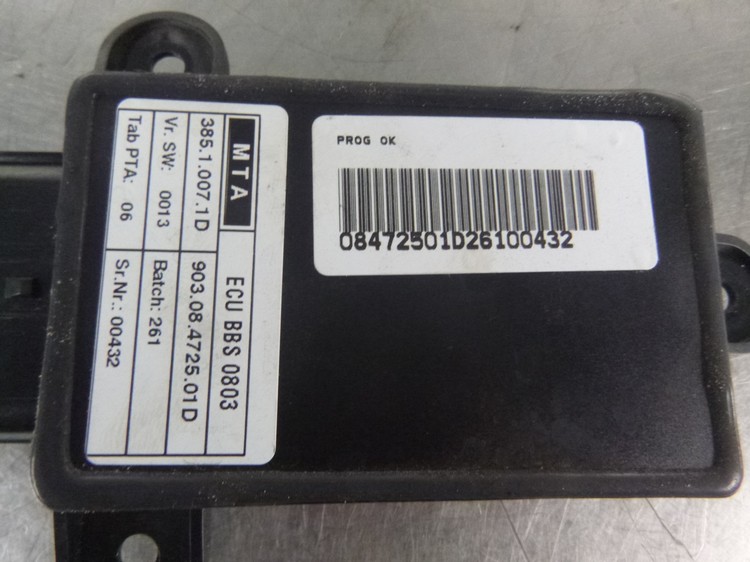 MTA ECU BBS 0803
385.1.007.1D 903.08.4725.01D
Vr. SW: 0013 Batch: 261
Tab PTA: 06 Sr.Nr.: 00432
PROG OK
08472501D26100432